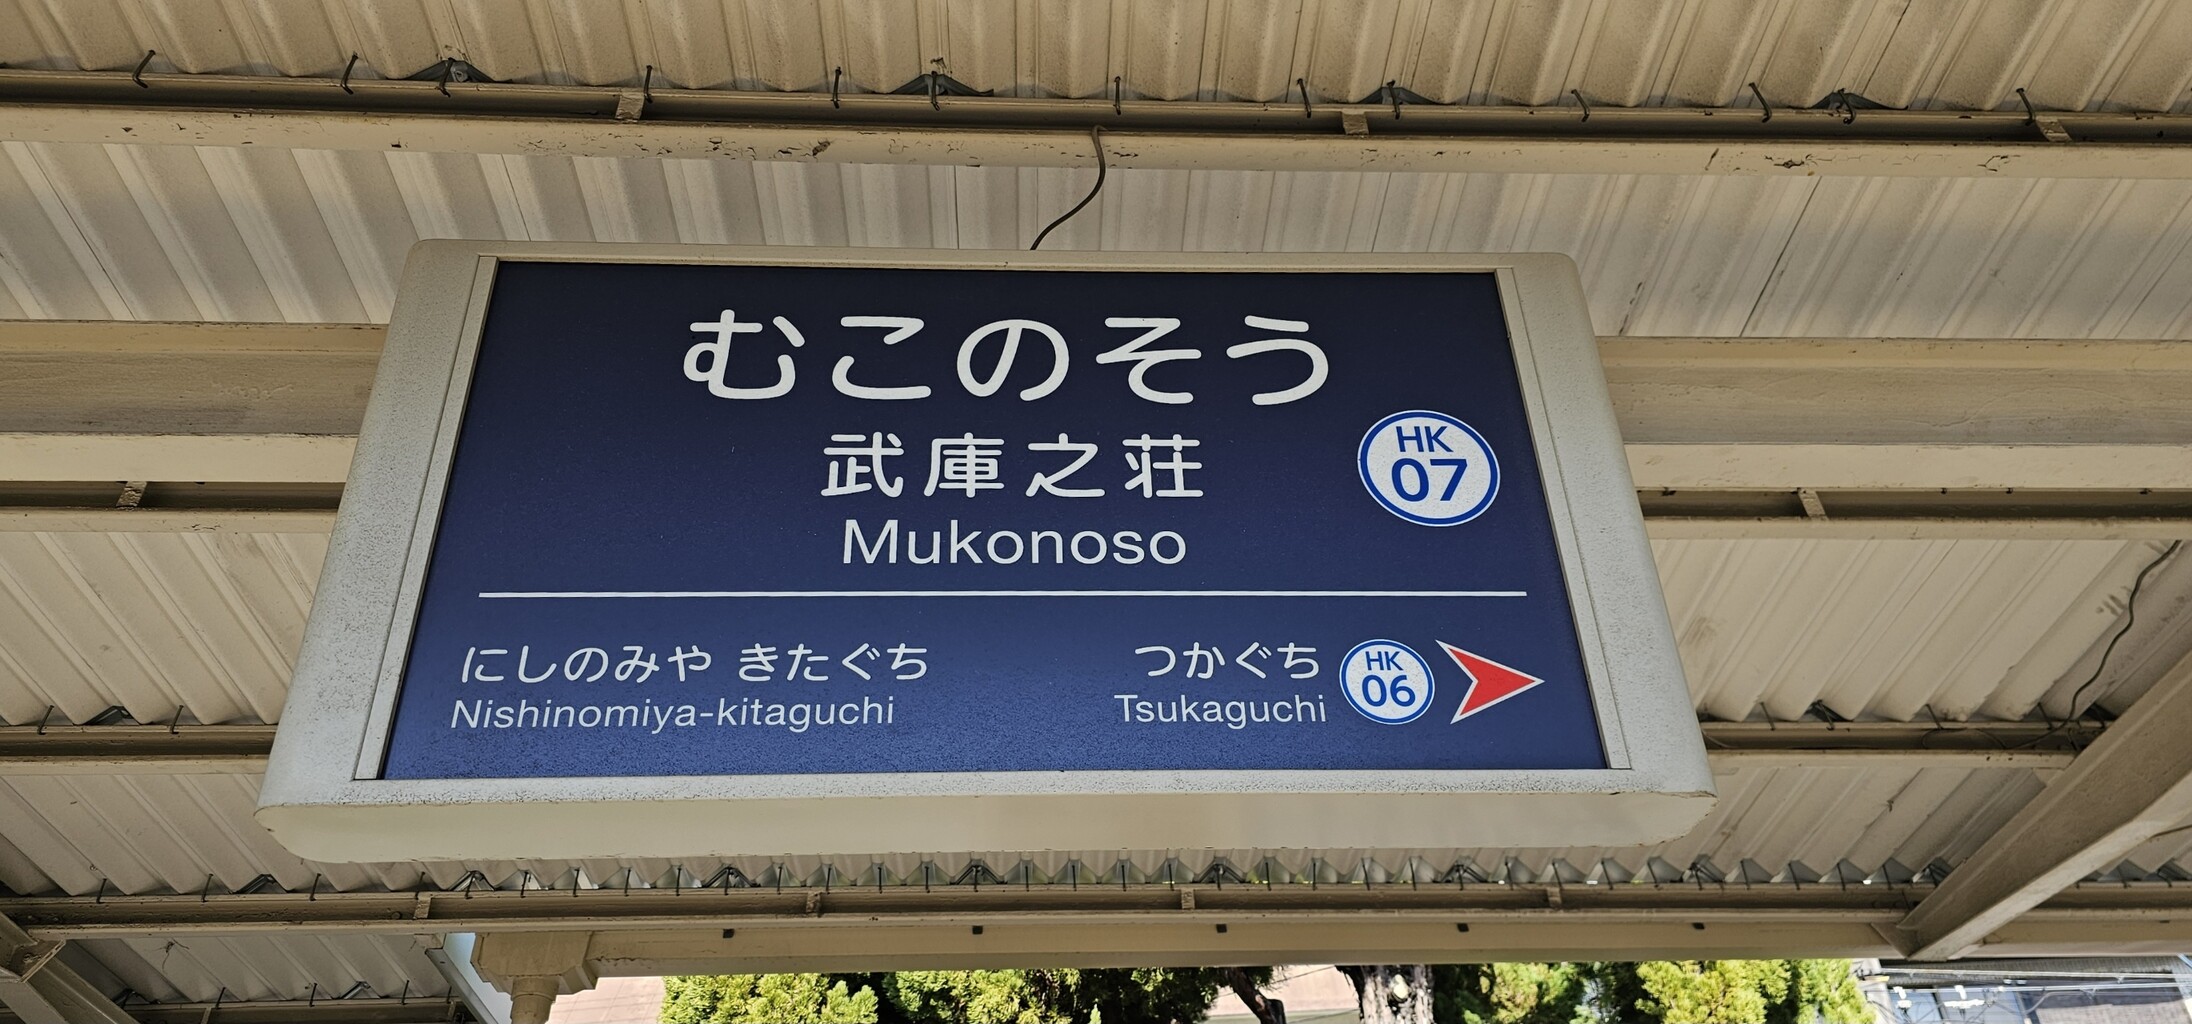 むこのそう
武庫之荘
HK
07
Mukonoso
にしのみや きたぐち
Nishinomiya-kitaguchi
つかぐち
Tsukaguchi
HK
06